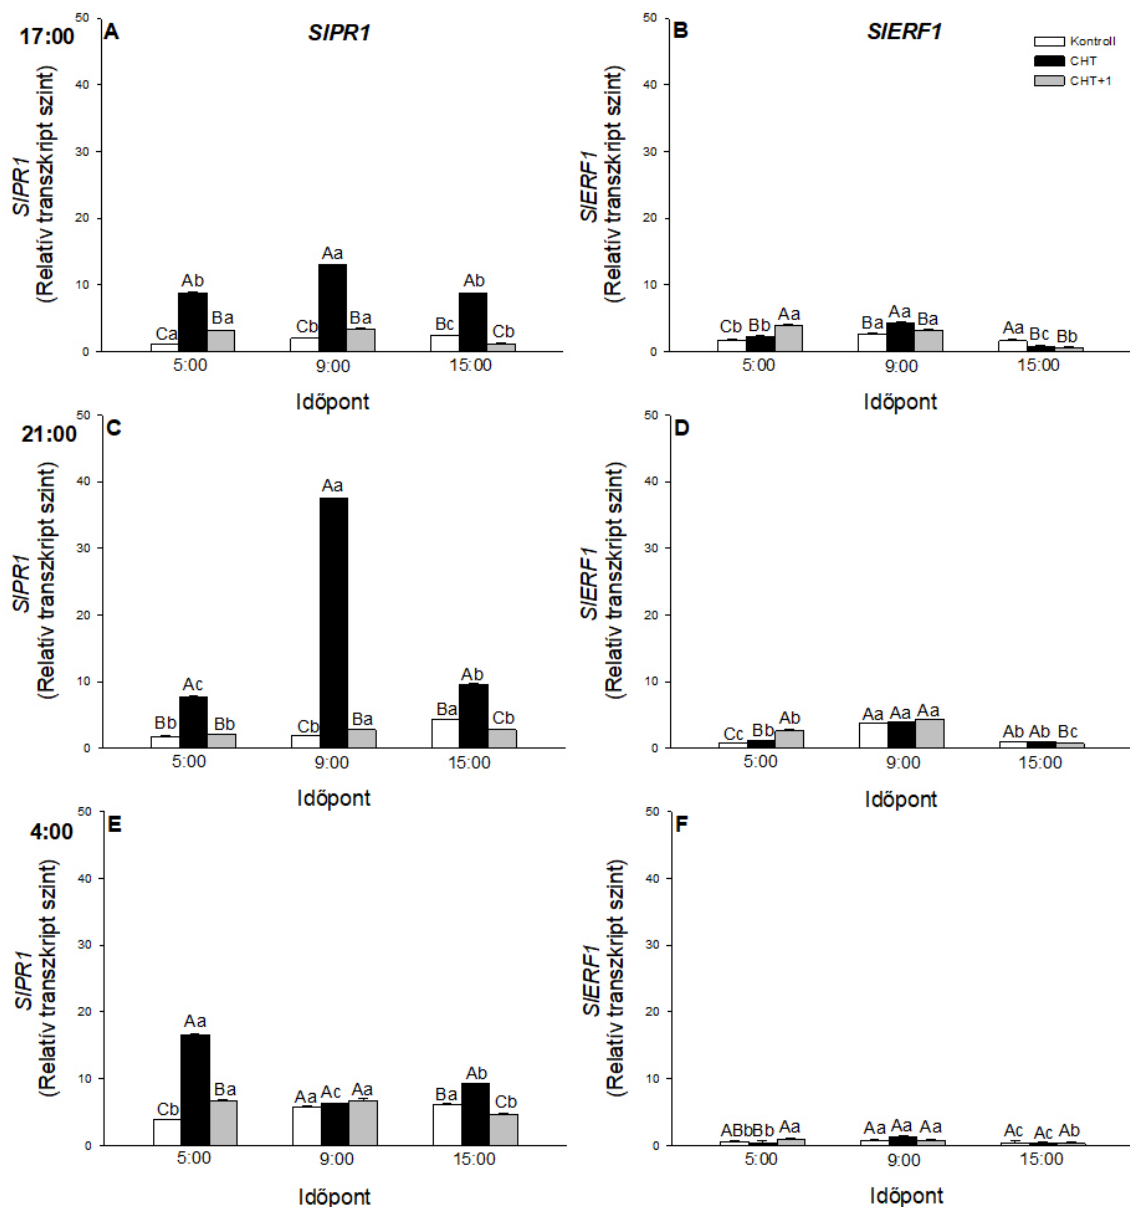 17:00
A
SlPR1
B
SlERF1
Kontroll
CHT
CHT+1
SlPR1
(Relatív transzkript szint)
50
40
30
20
10
0
Ca Ab Ba
Cb Aa Ba
Bc Ab Cb
5:00 9:00 15:00
Időpont
SlERF1
(Relatív transzkript szint)
50
40
30
20
10
0
Cb Bb Aa
Ba Aa Ba
Aa Bc Bb
5:00 9:00 15:00
Időpont
21:00
C
SlPR1
(Relatív transzkript szint)
50
40
30
20
10
0
Bb Ac Bb
Cb Aa Ba
Ba Ab Cb
5:00 9:00 15:00
Időpont
D
SlERF1
(Relatív transzkript szint)
50
40
30
20
10
0
Cc Bb Ab
Aa Aa Aa
Ab Ab Bc
5:00 9:00 15:00
Időpont
4:00
E
SlPR1
(Relatív transzkript szint)
50
40
30
20
10
0
Cb Aa Ba
Aa Ac Aa
Ba Ab Cb
5:00 9:00 15:00
Időpont
F
SlERF1
(Relatív transzkript szint)
50
40
30
20
10
0
ABb Bb Aa
Aa Aa Aa
Ac Ac Ab
5:00 9:00 15:00
Időpont